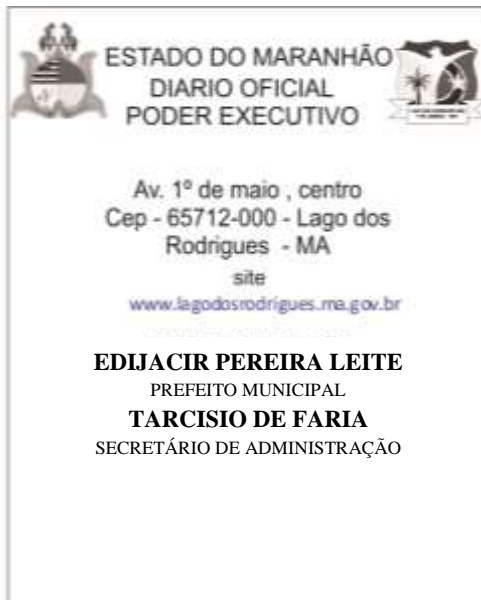 ESTADO DO MARANHÃO
DIARIO OFICIAL
PODER EXECUTIVO
Av. 1º de maio , centro
Cep - 65712-000 - Lago dos
Rodrigues - MA
site
www.lagodosrodrigues.ma.gov.br
EDIJACIR PEREIRA LEITE
PREFEITO MUNICIPAL
TARCISIO DE FARIA
SECRETÁRIO DE ADMINISTRAÇÃO